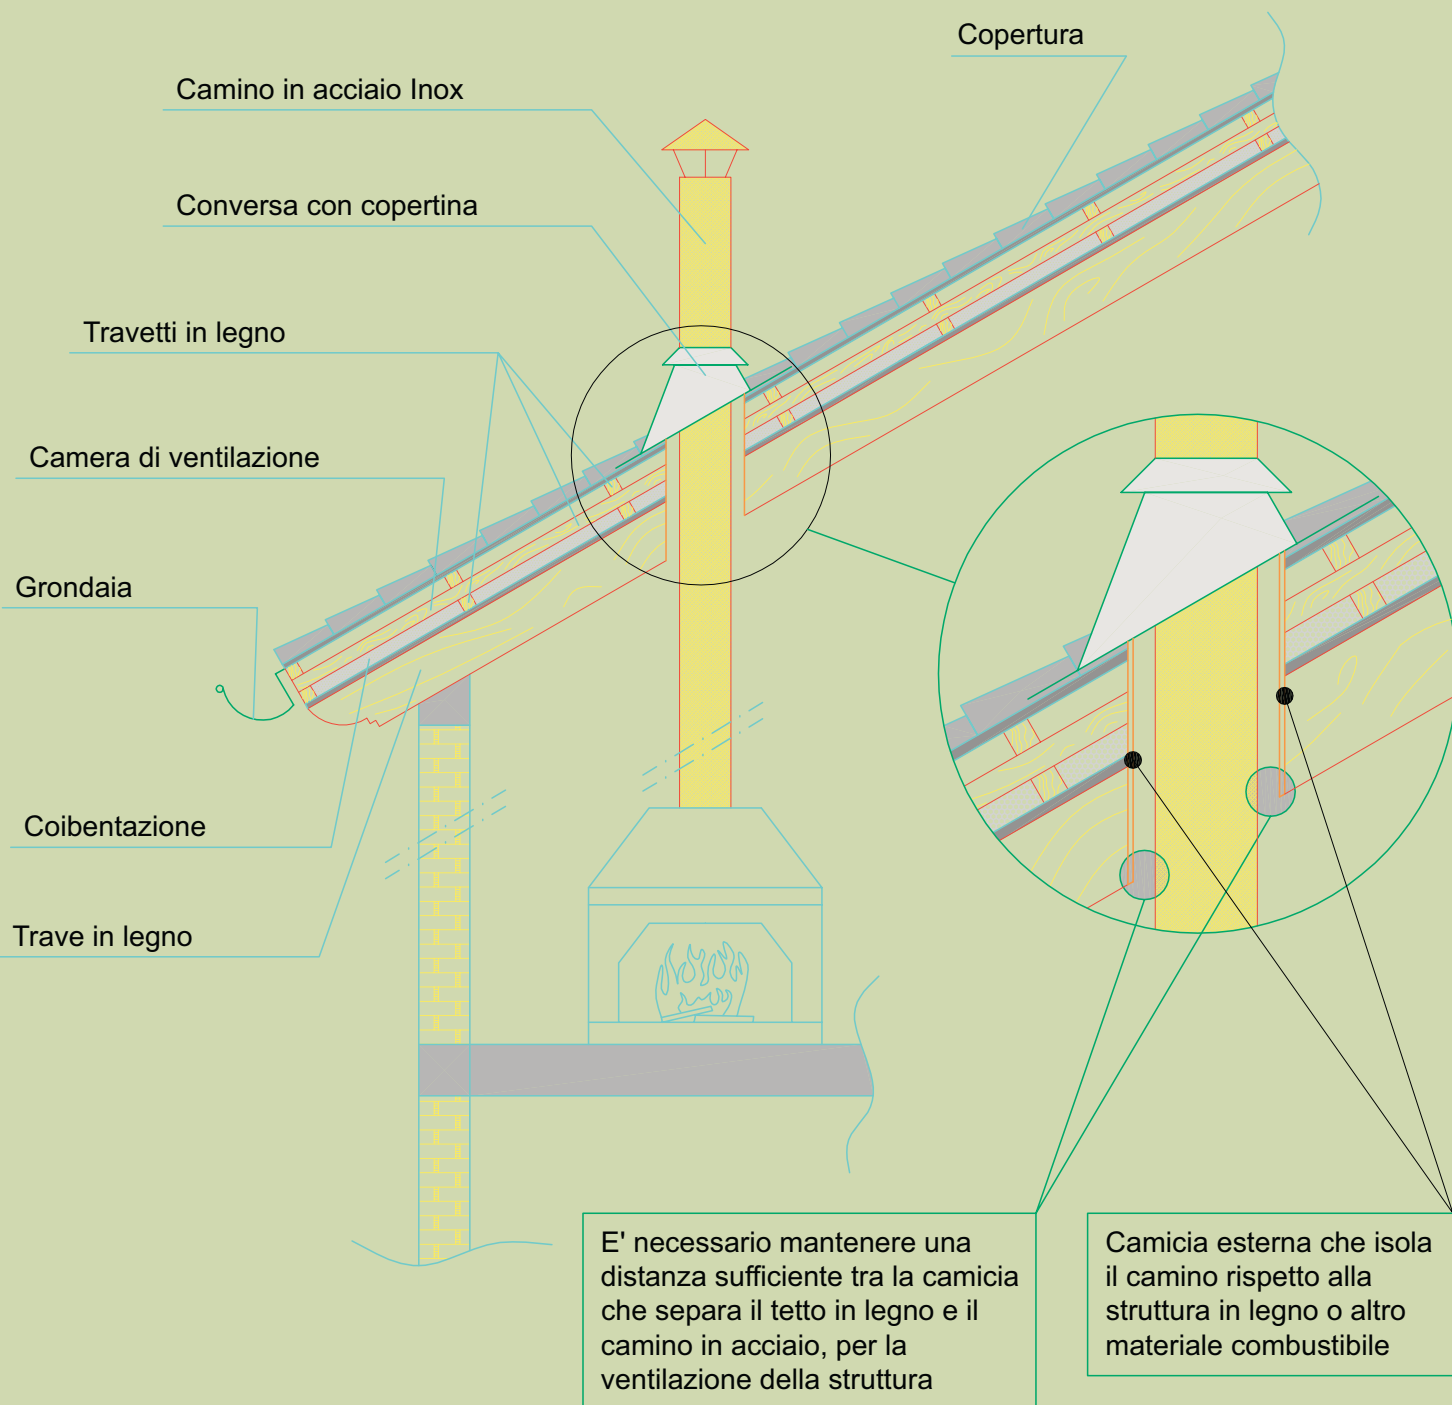 Copertura
Camino in acciaio Inox
Conversa con copertina
Travetti in legno
Camera di ventilazione
Grondaia
Coibentazione
Trave in legno
E' necessario mantenere una
distanza sufficiente tra la camicia
che separa il tetto in legno e il
camino in acciaio, per la
ventilazione della struttura
Camicia esterna che isola
il camino rispetto alla
struttura in legno o altro
materiale combustibile